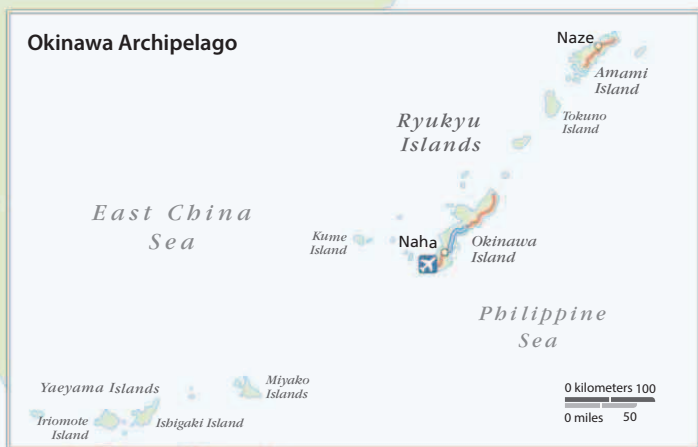 Okinawa Archipelago
Naze
Amami
Island
Tokuno
Island
Ryukyu
Islands
East China
Sea
Kume
Island
Naha
Okinawa
Island
Philippine
Sea
Miyako
Islands
Yaeyama Islands
Iriomote
Island
Ishigaki Island
0 kilometers 100
0 miles 50